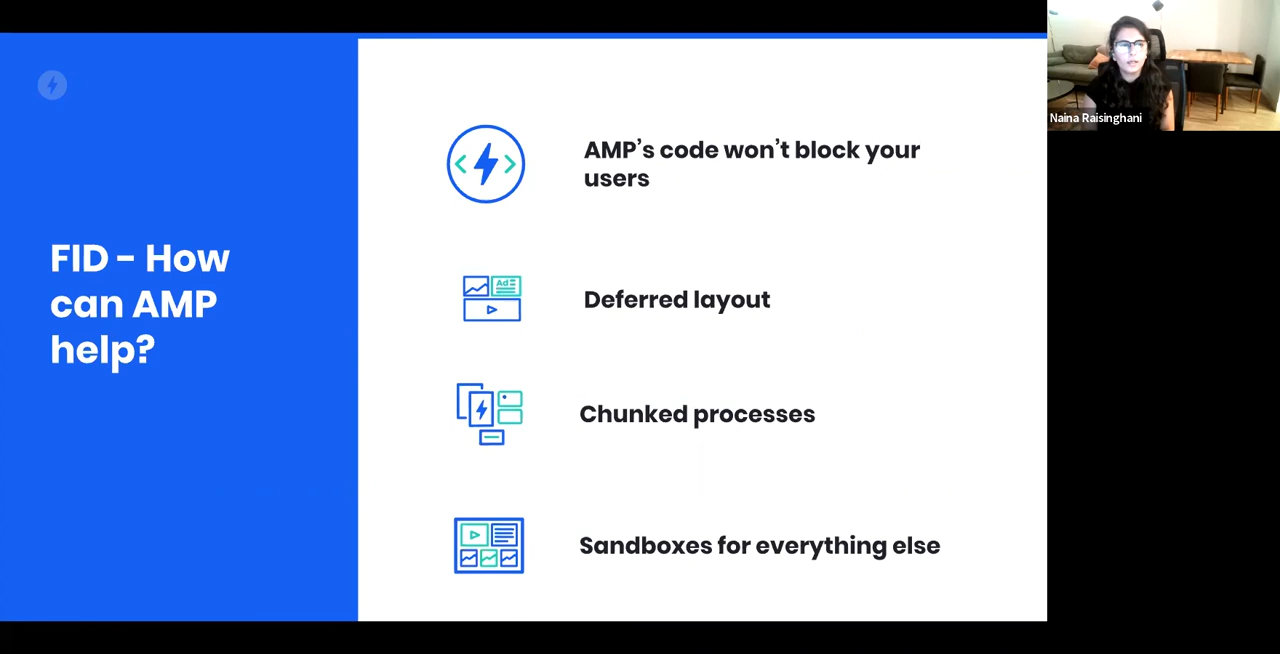 FID - How
can AMP
help?
AMP’s code won’t block your
users
Ad
Deferred layout
Chunked processes
Sandboxes for everything else
Naina Raisinghani